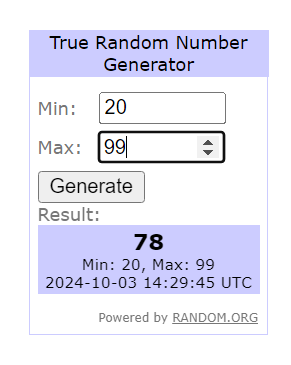 True Random Number
Generator
Min: 20
Max: 99
Generate
Result:
78
Min: 20, Max: 99
2024-10-03 14:29:45 UTC
Powered by RANDOM.ORG